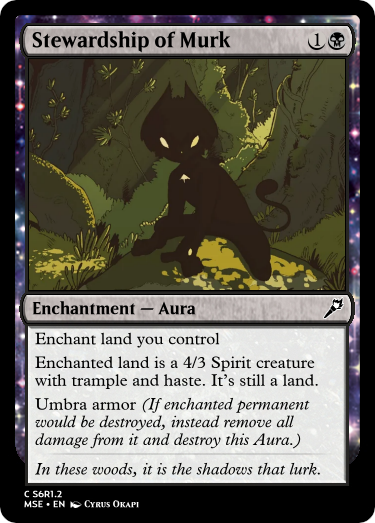 Stewardship of Murk 1
Enchantment — Aura
Enchant land you control
Enchanted land is a 4/3 Spirit creature
with trample and haste. It's still a land.
Umbra armor (If enchanted permanent
would be destroyed, instead remove all
damage from it and destroy this Aura.)
In these woods, it is the shadows that lurk.
C S6R1.2
MSE • EN Cyrus Okapi